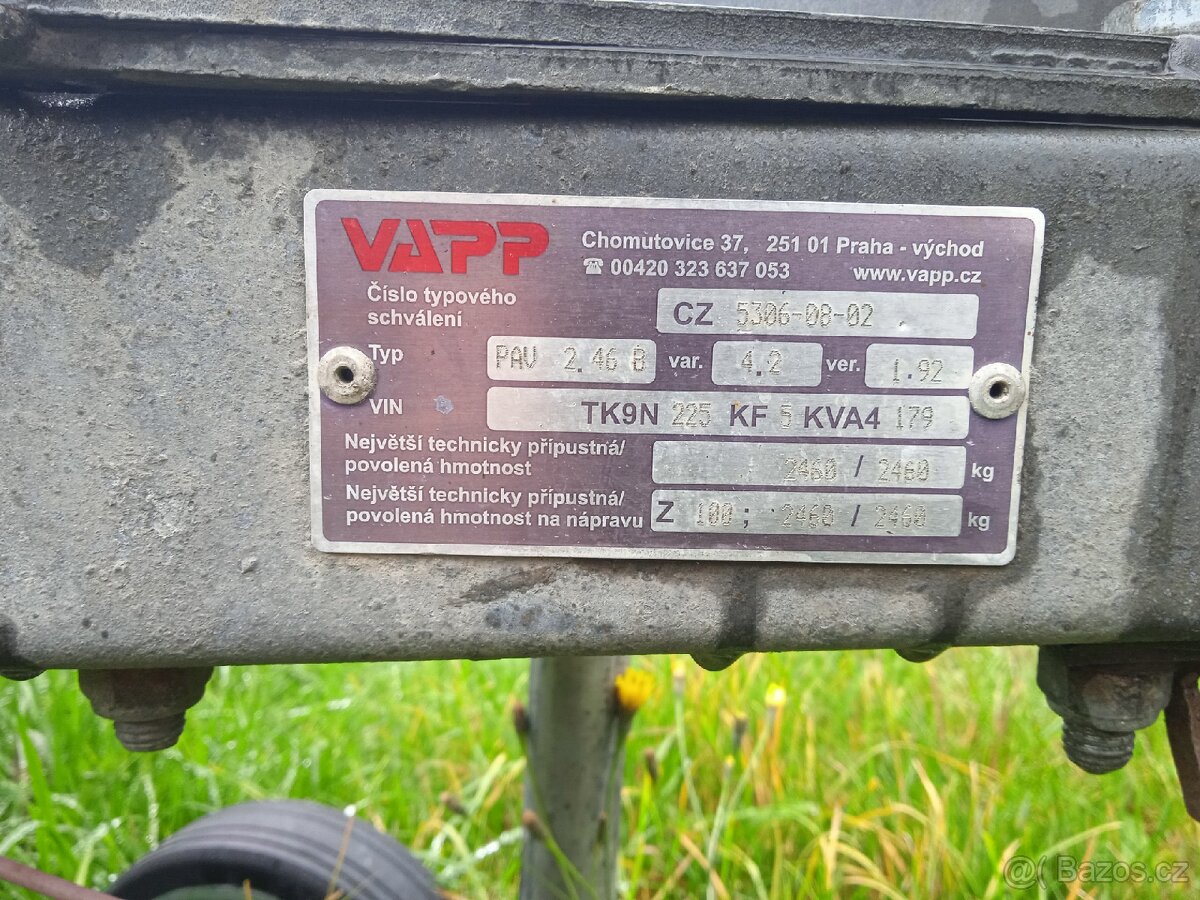 VAPP
Chomutovice 37, 251 01 Praha - východ
☎ 00420 323 637 053 www.vapp.cz
Číslo typového
schválení
CZ 5306-08-02
Typ PAV 2.46 B var. 4.2 ver. 1.92
VIN TK9N 225 KF 5 KVA4 179
Největší technicky přípustná/
povolená hmotnost
2460 / 2460 kg
Největší technicky přípustná/
povolená hmotnost na nápravu
Z 100; 2460 / 2460 kg
Bazos.cz